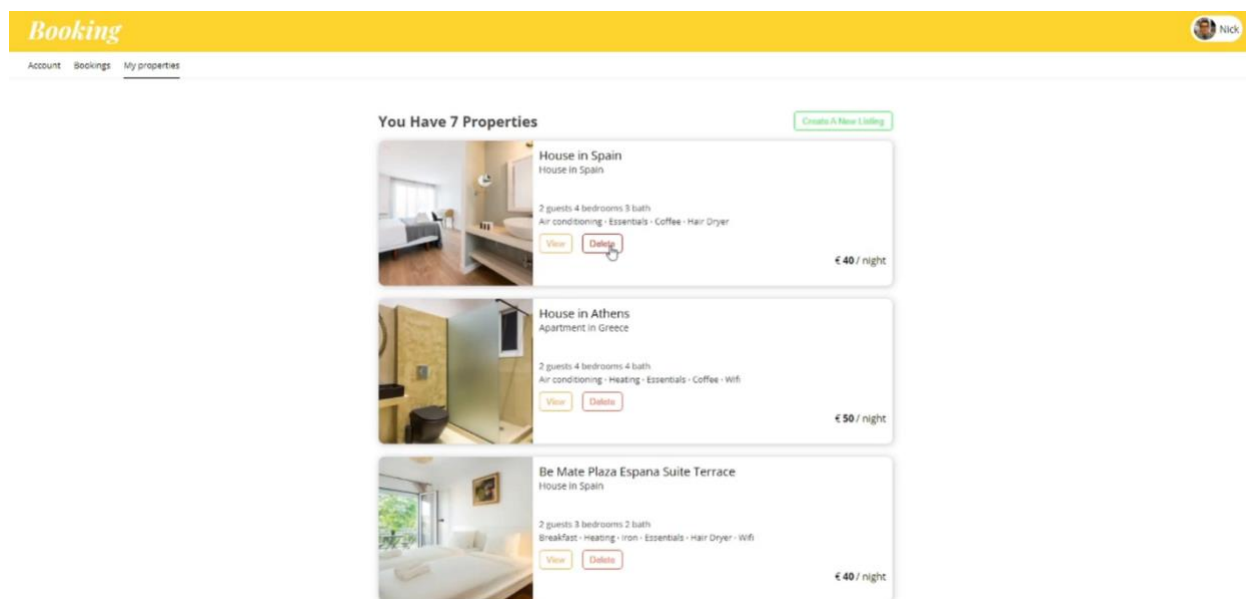 Booking
Nick
Account Bookings My properties
You Have 7 Properties
Create A New Listing
House in Spain
House in Spain
2 guests 4 bedrooms 3 bath
Air conditioning - Essentials - Coffee - Hair Dryer
View Delete
€ 40 / night
House in Athens
Apartment in Greece
2 guests 4 bedrooms 4 bath
Air conditioning - Heating - Essentials - Coffee - Wifi
View Delete
€ 50 / night
Be Mate Plaza Espana Suite Terrace
House in Spain
2 guests 3 bedrooms 2 bath
Breakfast - Heating - Iron - Essentials - Hair Dryer - Wifi
View Delete
€ 40 / night